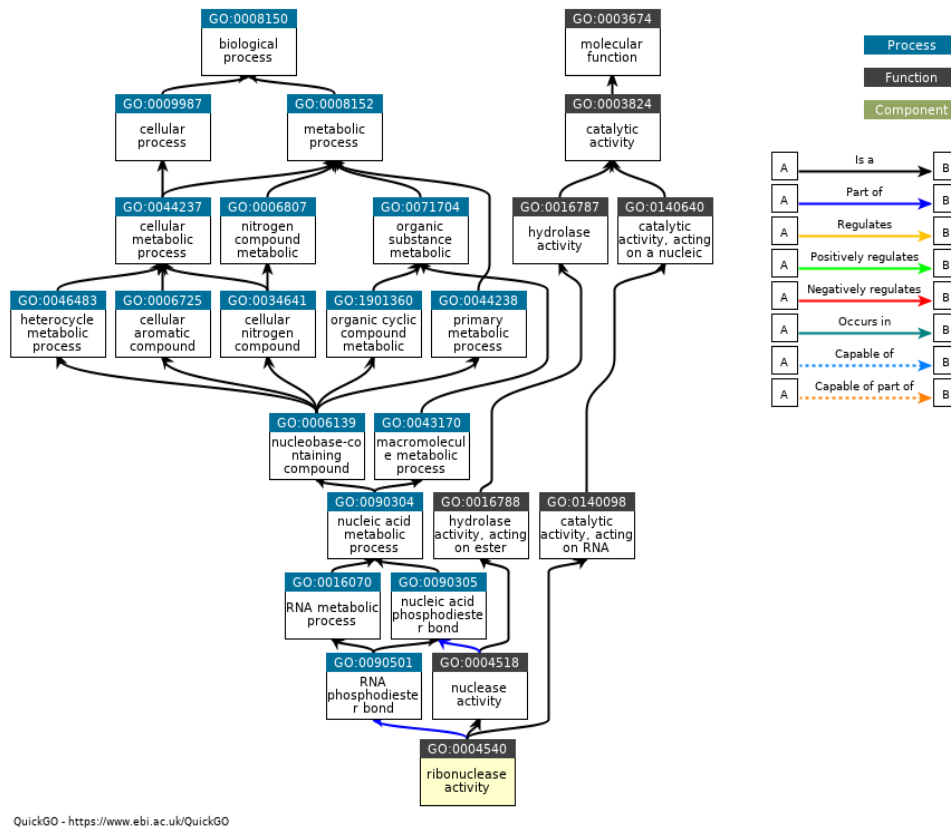 GO:0008150
biological
process
GO:0003674
molecular
function
Process
Function
Component
GO:0009987
cellular
process
GO:0008152
metabolic
process
GO:0003824
catalytic
activity
A
Is a
B
A
Part of
B
A
Regulates
B
A
Positively regulates
B
A
Negatively regulates
B
A
Occurs in
B
A
Capable of
B
A
Capable of part of
B
GO:0044237
cellular
metabolic
process
GO:0006807
nitrogen
compound
metabolic
GO:0071704
organic
substance
metabolic
GO:0016787
hydrolase
activity
GO:0140640
catalytic
activity, acting
on a nucleic
GO:0046483
heterocycle
metabolic
process
GO:0006725
cellular
aromatic
compound
GO:0034641
cellular
nitrogen
compound
GO:1901360
organic cyclic
compound
metabolic
GO:0044238
primary
metabolic
process
GO:0006139
nucleobase-co
ntaining
compound
GO:0043170
macromolecul
e metabolic
process
GO:0090304
nucleic acid
metabolic
process
GO:0016788
hydrolase
activity, acting
on ester
GO:0140098
catalytic
activity, acting
on RNA
GO:0016070
RNA metabolic
process
GO:0090305
nucleic acid
phosphodieste
r bond
GO:0090501
RNA
phosphodieste
r bond
GO:0004518
nuclease
activity
GO:0004540
ribonuclease
activity
QuickGO - https://www.ebi.ac.uk/QuickGO